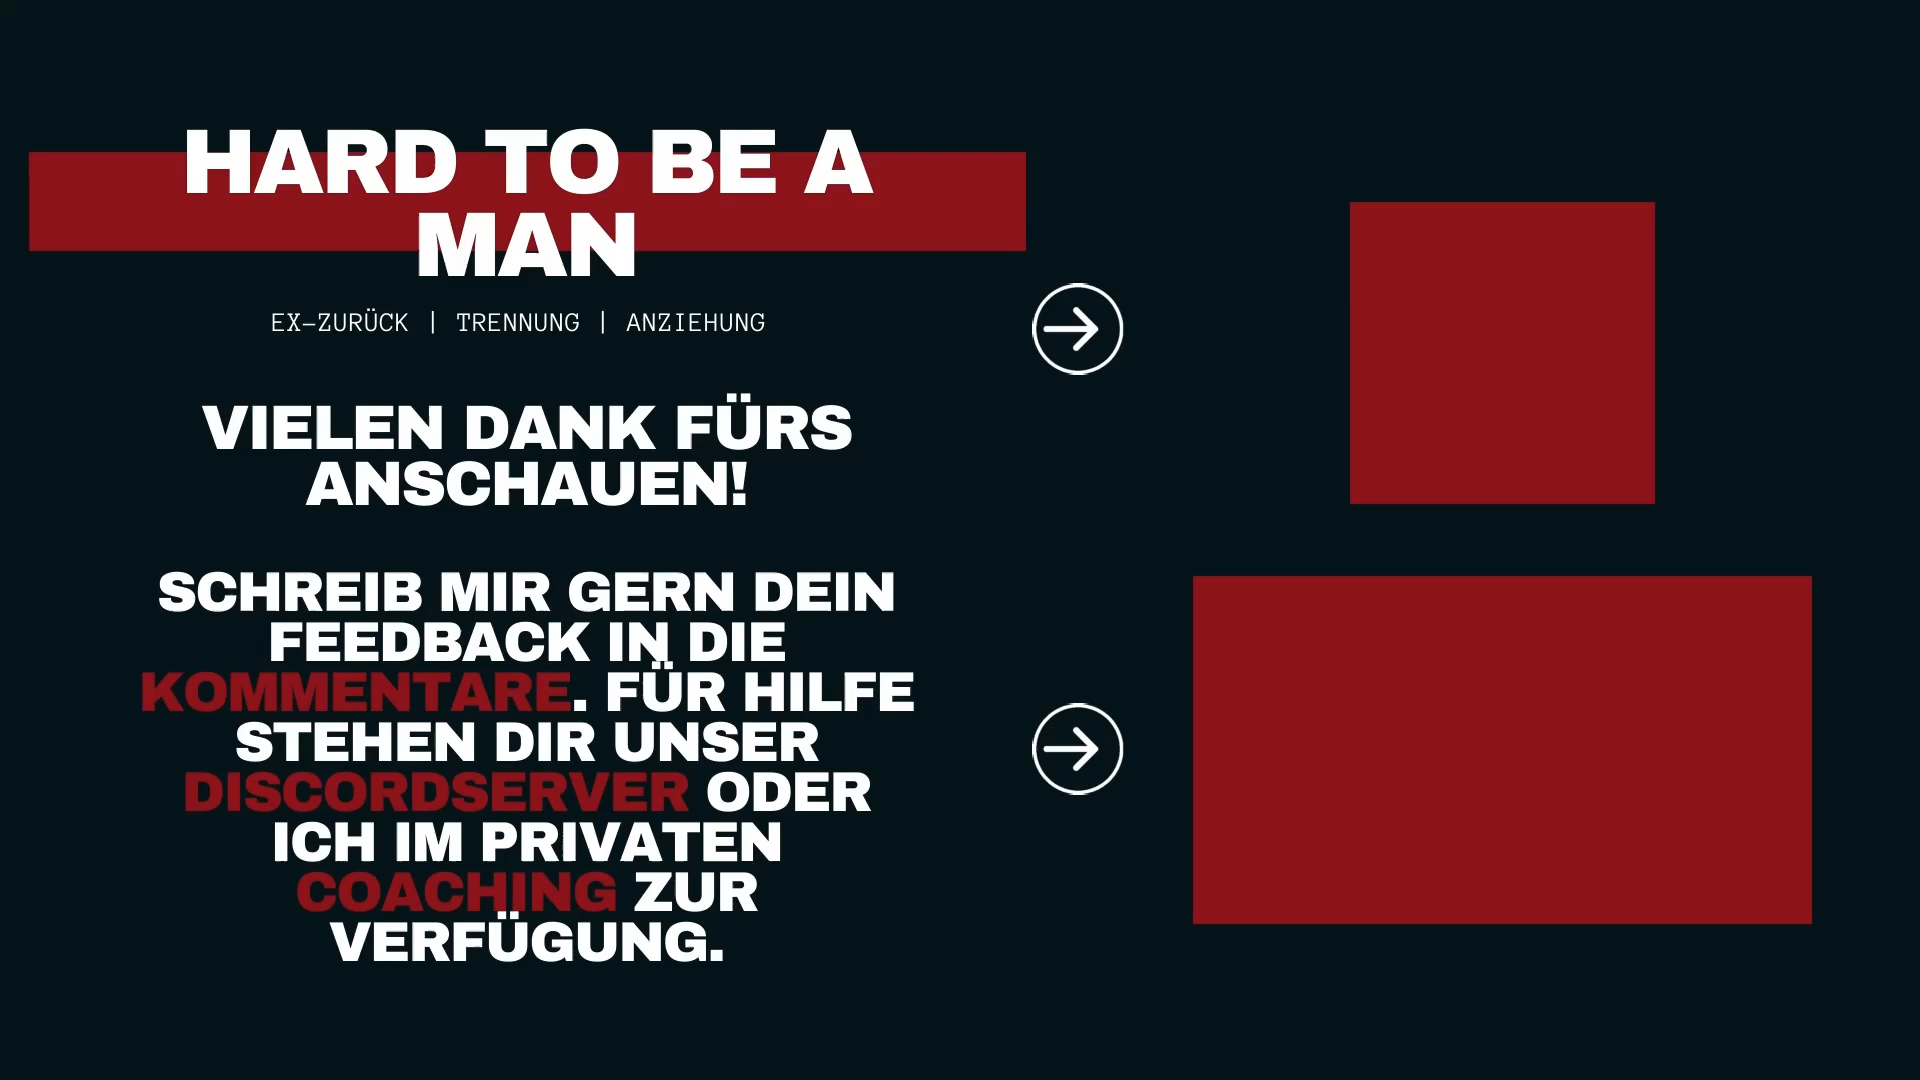 HARD TO BE A
MAN
EX-ZURÜCK | TRENNUNG | ANZIEHUNG
VIELEN DANK FÜRS
ANSCHAUEN!
SCHREIB MIR GERN DEIN
FEEDBACK IN DIE
KOMMENTARE. FÜR HILFE
STEHEN DIR UNSER
DISCORDSERVER ODER
ICH IM PRIVATEN
COACHING ZUR
VERFÜGUNG.